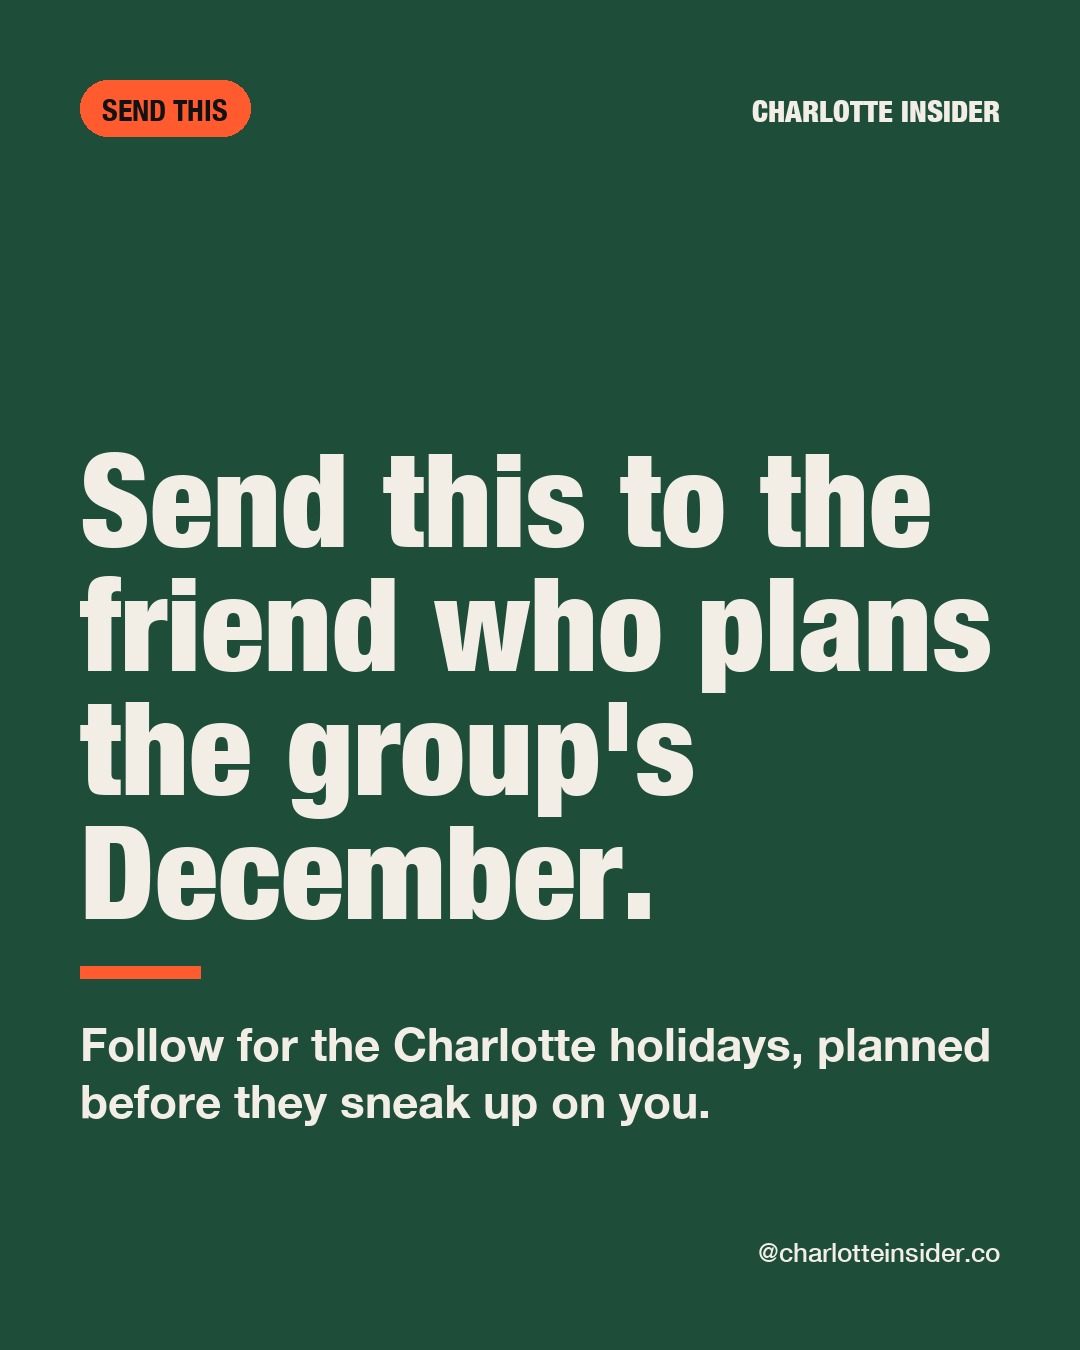 SEND THIS
CHARLOTTE INSIDER
Send this to the
friend who plans
the group's
December.
Follow for the Charlotte holidays, planned
before they sneak up on you.
@charlotteinsider.co